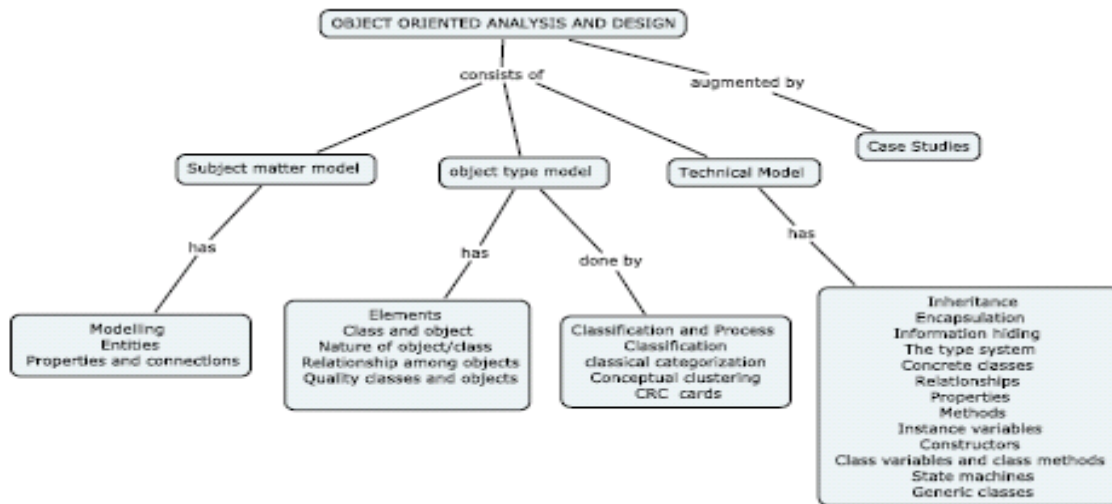 OBJECT ORIENTED ANALYSIS AND DESIGN
consists of
augmented by
Case Studies
Subject matter model
object type model
Technical Model
has
has
done by
has
Modelling
Entities
Properties and connections
Elements
Class and object
Nature of object/class
Relationship among objects
Quality classes and objects
Classification and Process
Classification
classical categorization
Conceptual clustering
CRC cards
Inheritance
Encapsulation
Information hiding
The type system
Concrete classes
Relationships
Properties
Methods
Instance variables
Constructors
Class variables and class methods
State machines
Generic classes